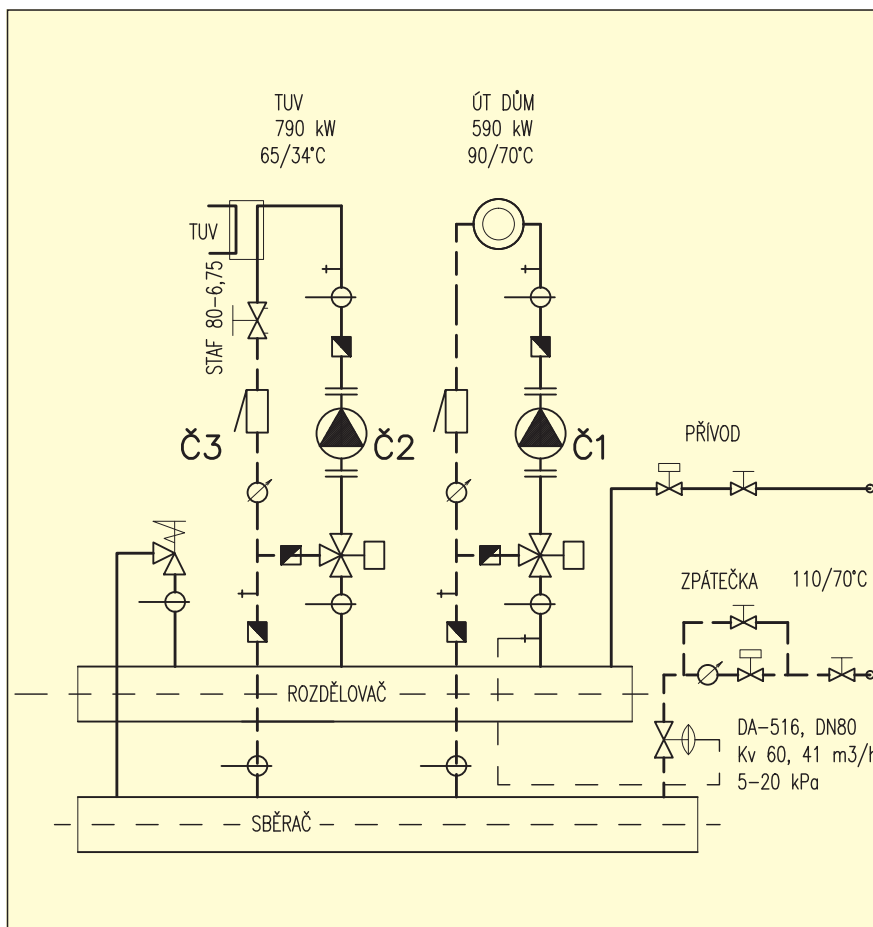 TUV
790 kW
65/34°C
ÚT DŮM
590 kW
90/70°C
TUV
STAF 80-6,75
Č3
Č2
Č1
PŘÍVOD
ZPÁTEČKA
110/70°C
ROZDĚLOVAČ
DA-516, DN80
Kv 60, 41 m3/h
5-20 kPa
SBĚRAČ